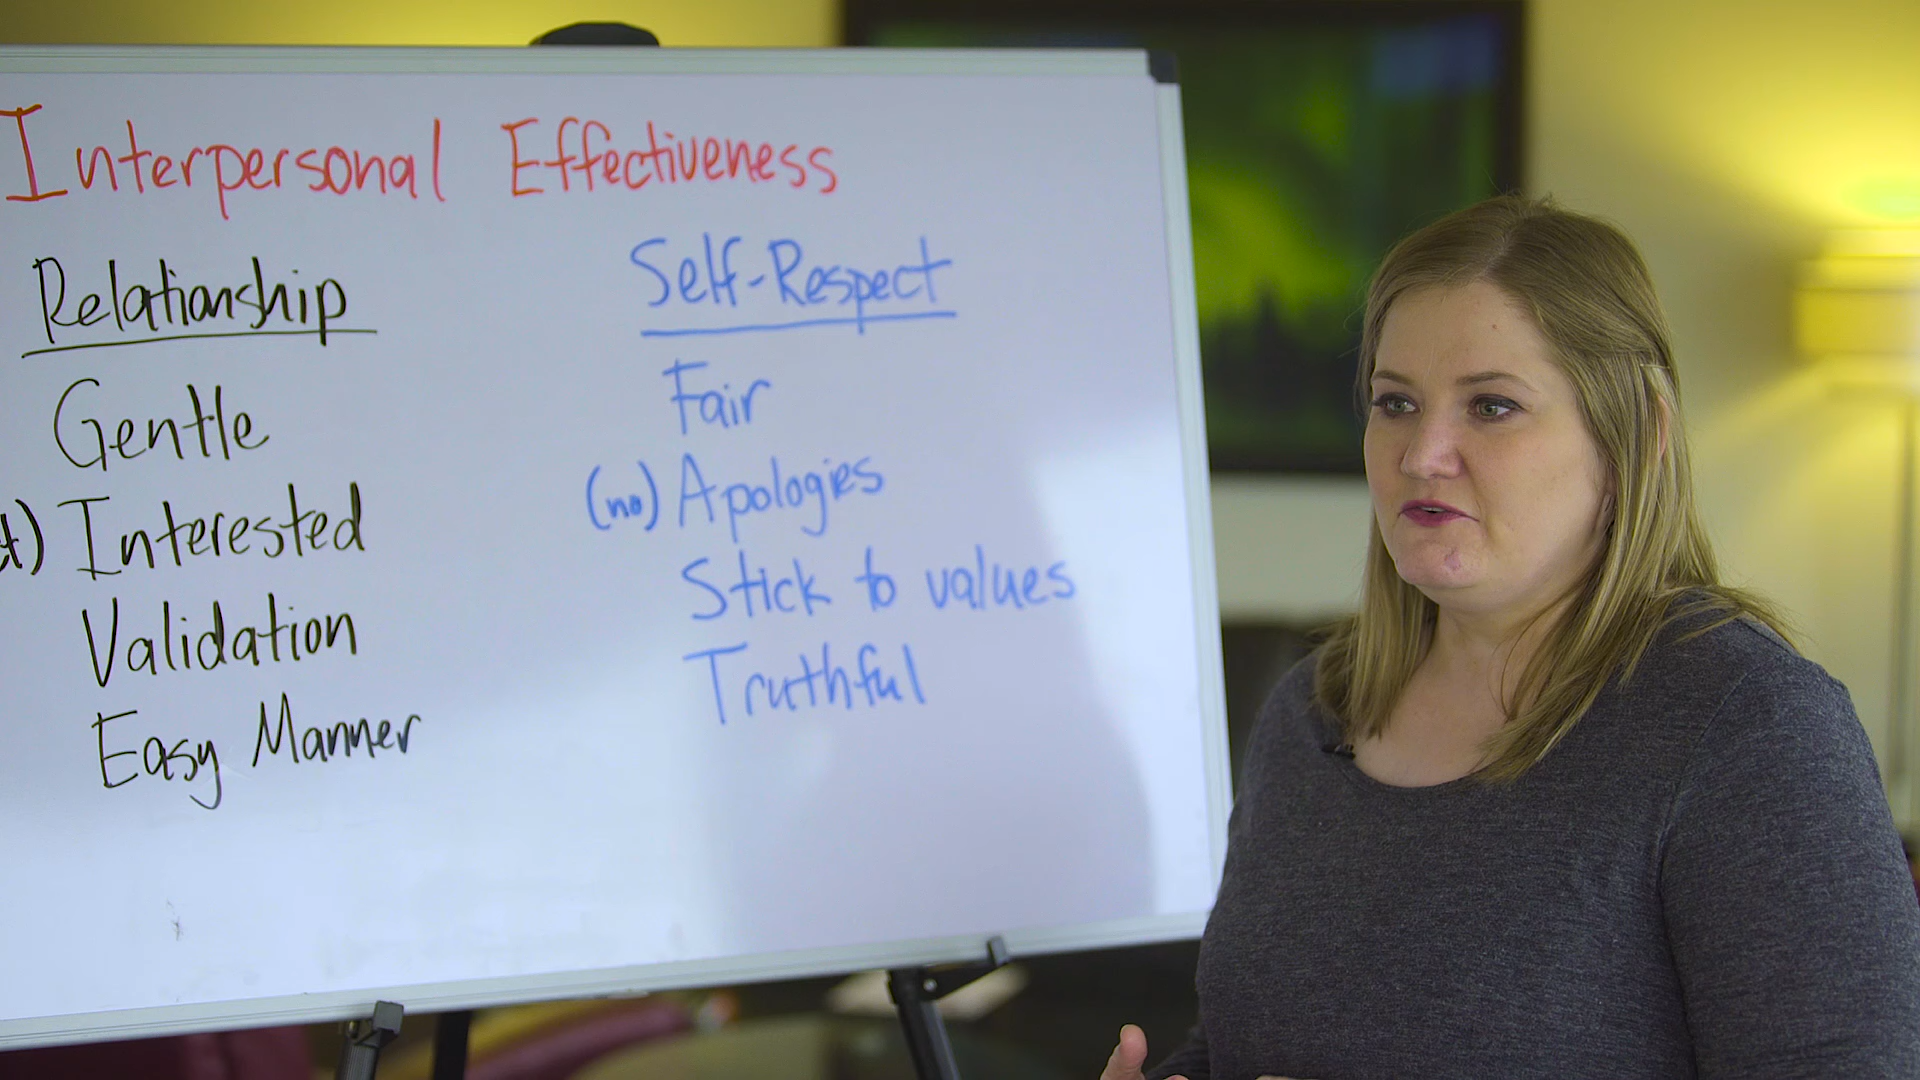 Interpersonal Effectiveness
Relationship
Gentle
t) Interested
Validation
Easy Manner
Self-Respect
Fair
(no) Apologies
Stick to values
Truthful